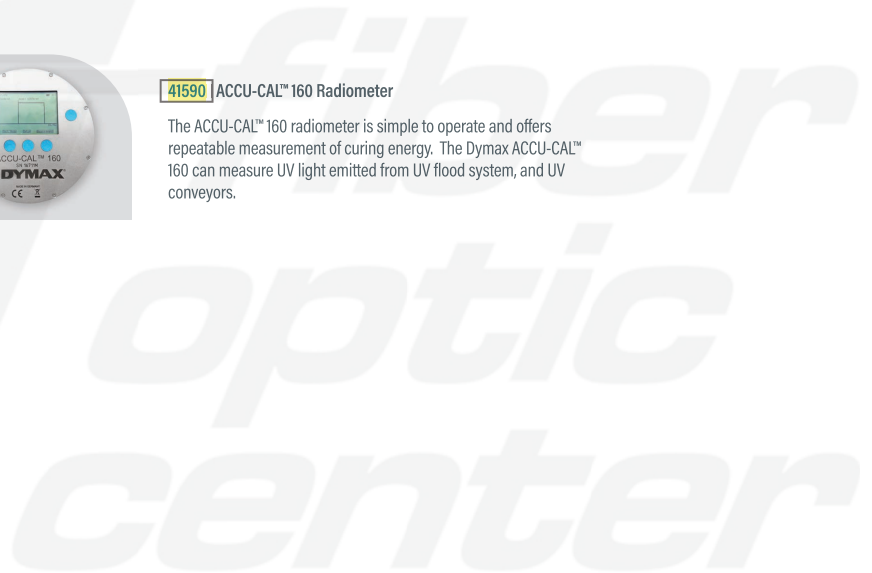 fiber
41590 ACCU-CAL™ 160 Radiometer
The ACCU-CAL™ 160 radiometer is simple to operate and offers
repeatable measurement of curing energy. The Dymax ACCU-CAL™
160 can measure UV light emitted from UV flood system, and UV
conveyors.
ACCU-CAL™ 160
DYMAX
CE
optic
center